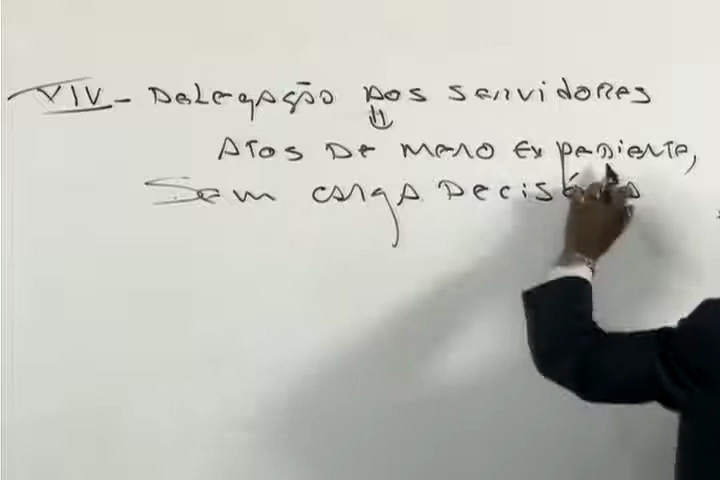 XIV - Delegação aos servidores
Atos de mero expediente,
Sem carga Decisória